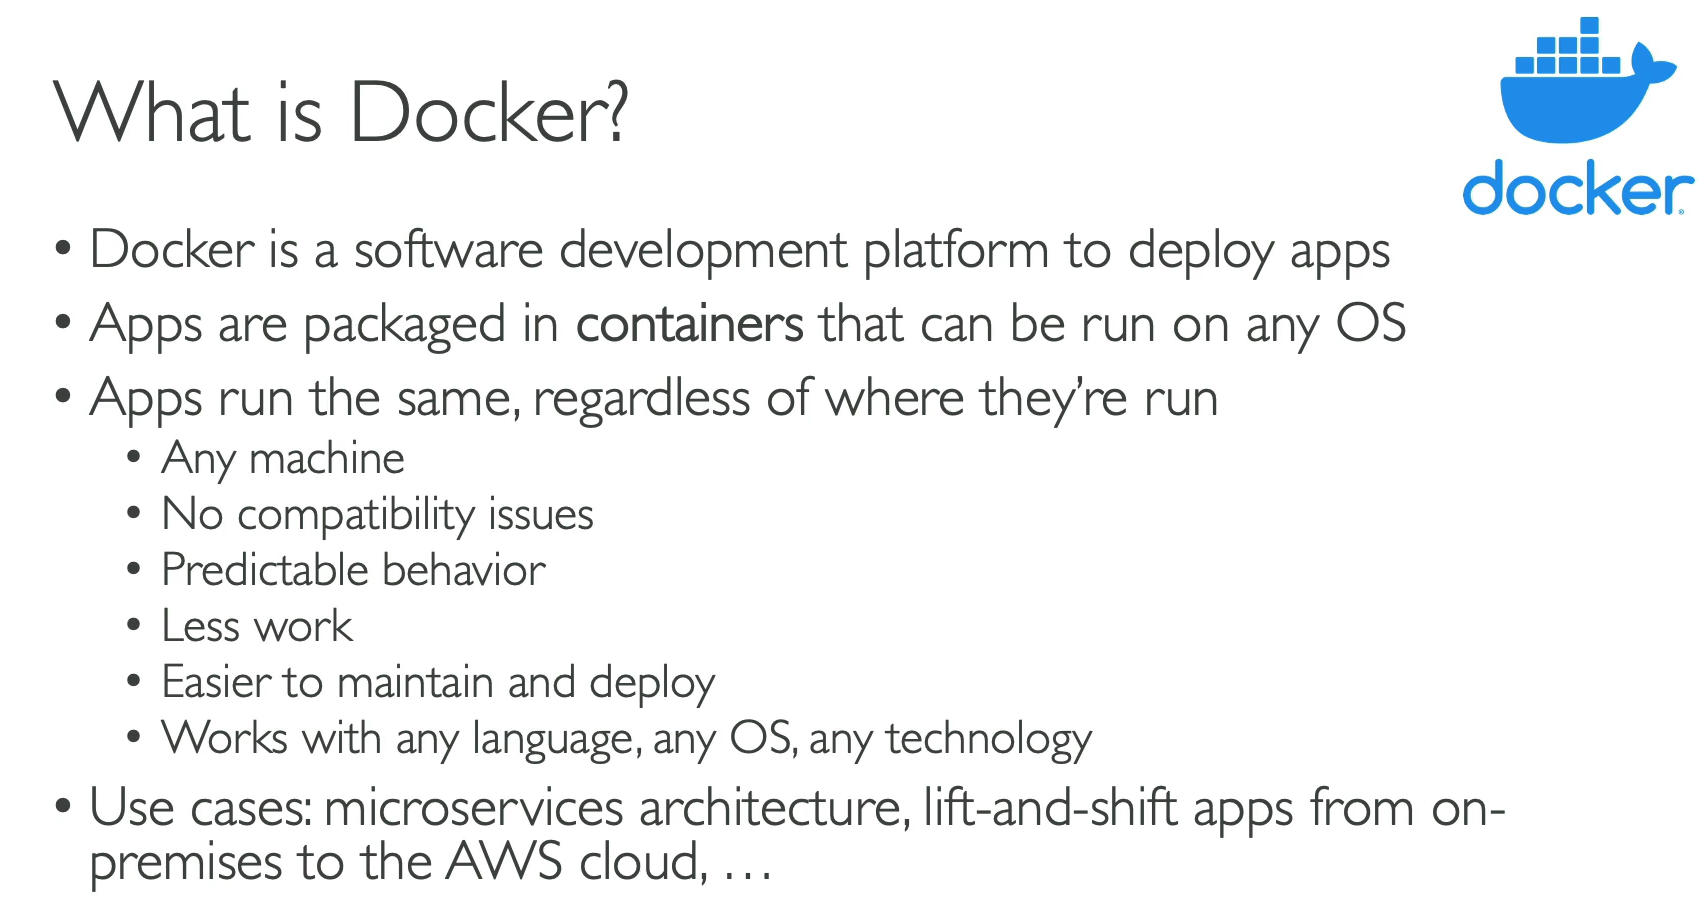 What is Docker?
docker
• Docker is a software development platform to deploy apps
• Apps are packaged in containers that can be run on any OS
• Apps run the same, regardless of where they’re run
• Any machine
• No compatibility issues
• Predictable behavior
• Less work
• Easier to maintain and deploy
• Works with any language, any OS, any technology
• Use cases: microservices architecture, lift-and-shift apps from on-
premises to the AWS cloud, …